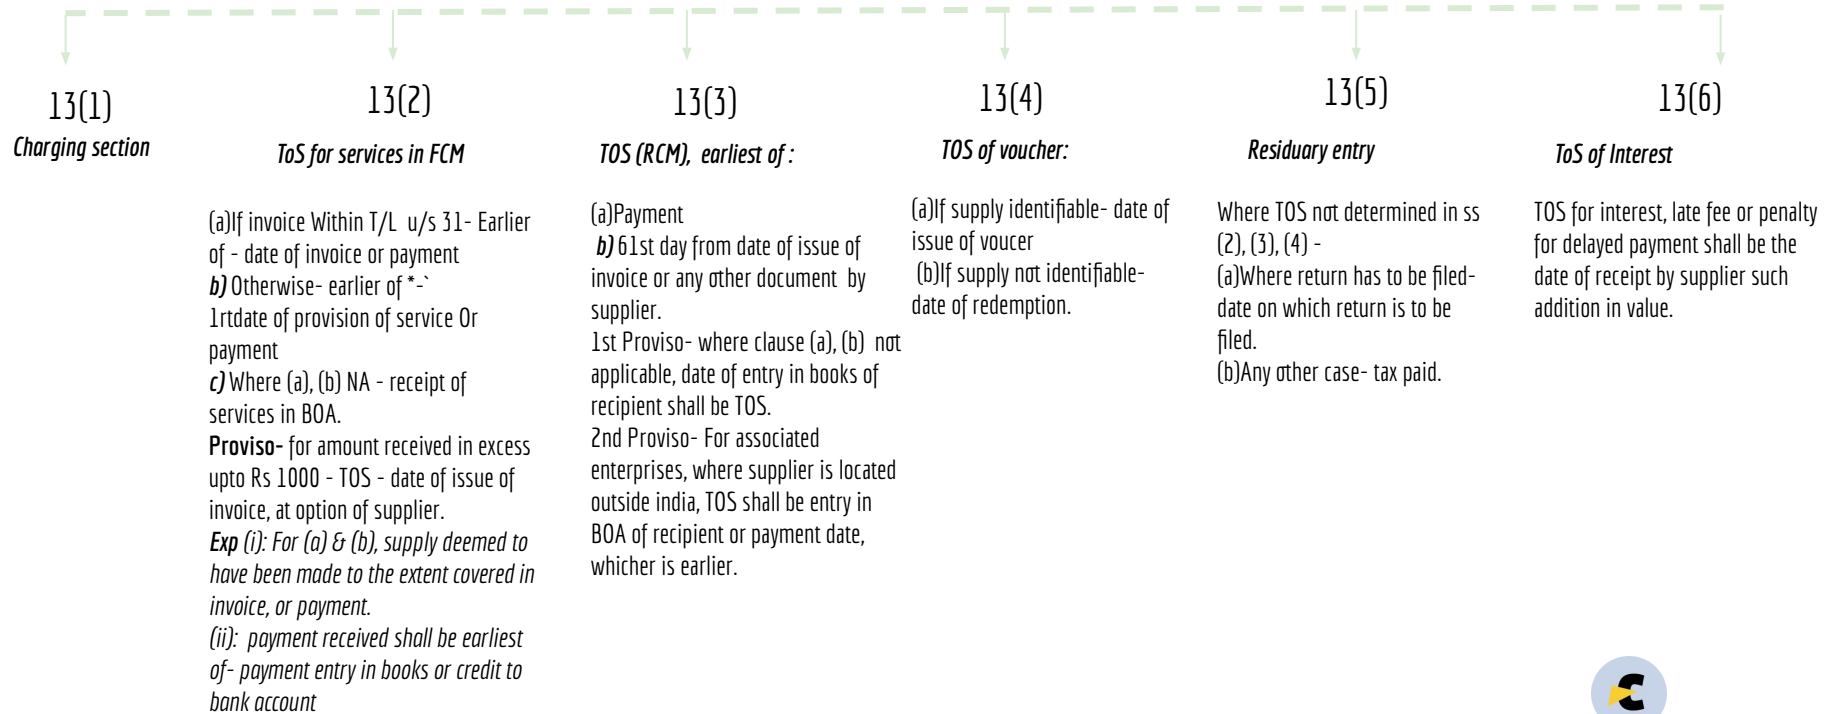 13(1)
Charging section
13(2)
ToS for services in FCM
(a)If invoice Within T/L u/s 31- Earlier
of - date of invoice or payment
b) Otherwise- earlier of *-`
1rtdate of provision of service Or
payment
c) Where (a), (b) NA - receipt of
services in BOA.
Proviso- for amount received in excess
upto Rs 1000 - TOS - date of issue of
invoice, at option of supplier.
Exp (i): For (a) & (b), supply deemed to
have been made to the extent covered in
invoice, or payment.
(ii): payment received shall be earliest
of- payment entry in books or credit to
bank account
13(3)
TOS (RCM), earliest of :
(a)Payment
b) 61st day from date of issue of
invoice or any other document by
supplier.
1st Proviso- where clause (a), (b) not
applicable, date of entry in books of
recipient shall be TOS.
2nd Proviso- For associated
enterprises, where supplier is located
outside india, TOS shall be entry in
BOA of recipient or payment date,
whicher is earlier.
13(4)
TOS of voucher:
(a)If supply identifiable- date of
issue of voucer
(b)If supply not identifiable-
date of redemption.
13(5)
Residuary entry
Where TOS not determined in ss
(2), (3), (4) -
(a)Where return has to be filed-
date on which return is to be
filed.
(b)Any other case- tax paid.
13(6)
ToS of Interest
TOS for interest, late fee or penalty
for delayed payment shall be the
date of receipt by supplier such
addition in value.